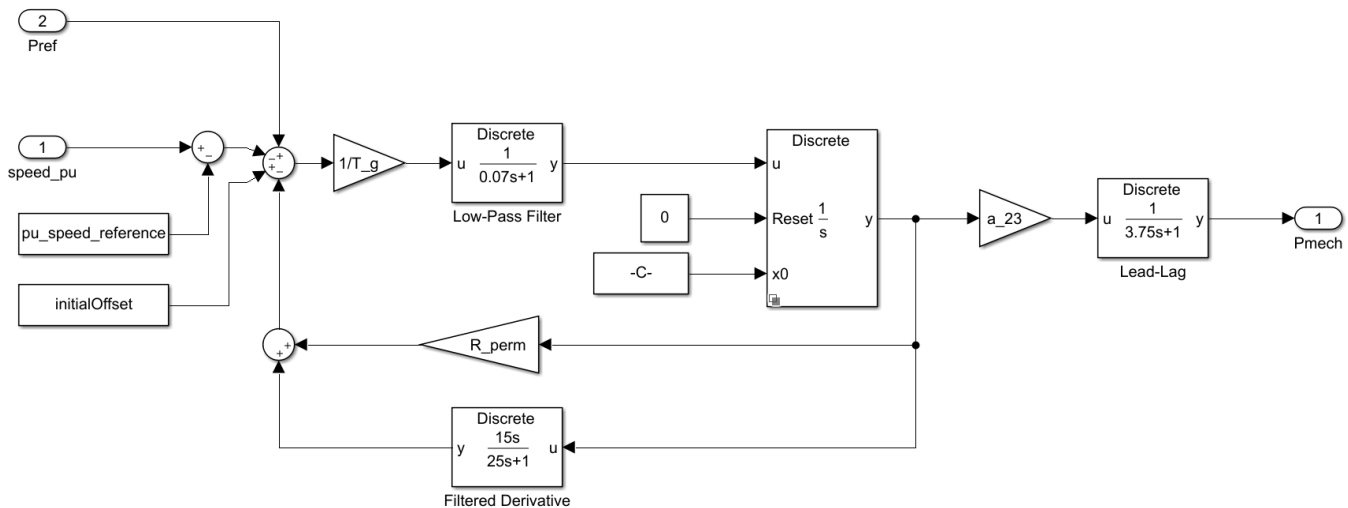 2
Pref
1
speed_pu
+
−
pu_speed_reference
initialOffset
− +
+ −
1/T_g
Discrete
u 1 y
0.07s+1
Low-Pass Filter
0
-C-
Discrete
u
Reset 1 y
s
x0
a_23
Discrete
u 1 y
3.75s+1
Lead-Lag
1
Pmech
+
+
R_perm
Discrete
y 15s u
25s+1
Filtered Derivative